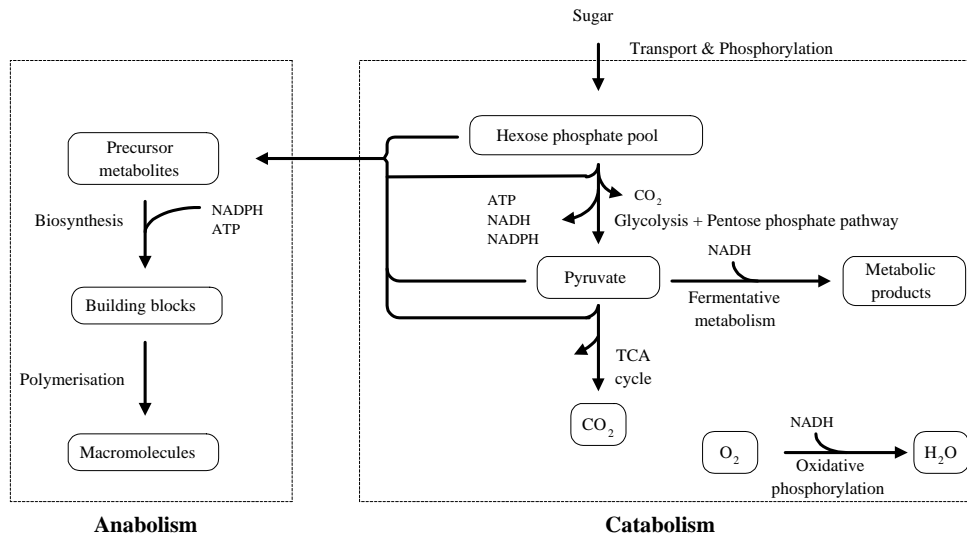 Sugar
Transport & Phosphorylation
Hexose phosphate pool
Precursor
metabolites
ATP
NADH
NADPH
CO2
Glycolysis + Pentose phosphate pathway
Biosynthesis
NADPH
ATP
Pyruvate
NADH
Fermentative
metabolism
Metabolic
products
Building blocks
TCA
cycle
Polymerisation
CO2
Macromolecules
O2
NADH
Oxidative
phosphorylation
H2O
Anabolism
Catabolism